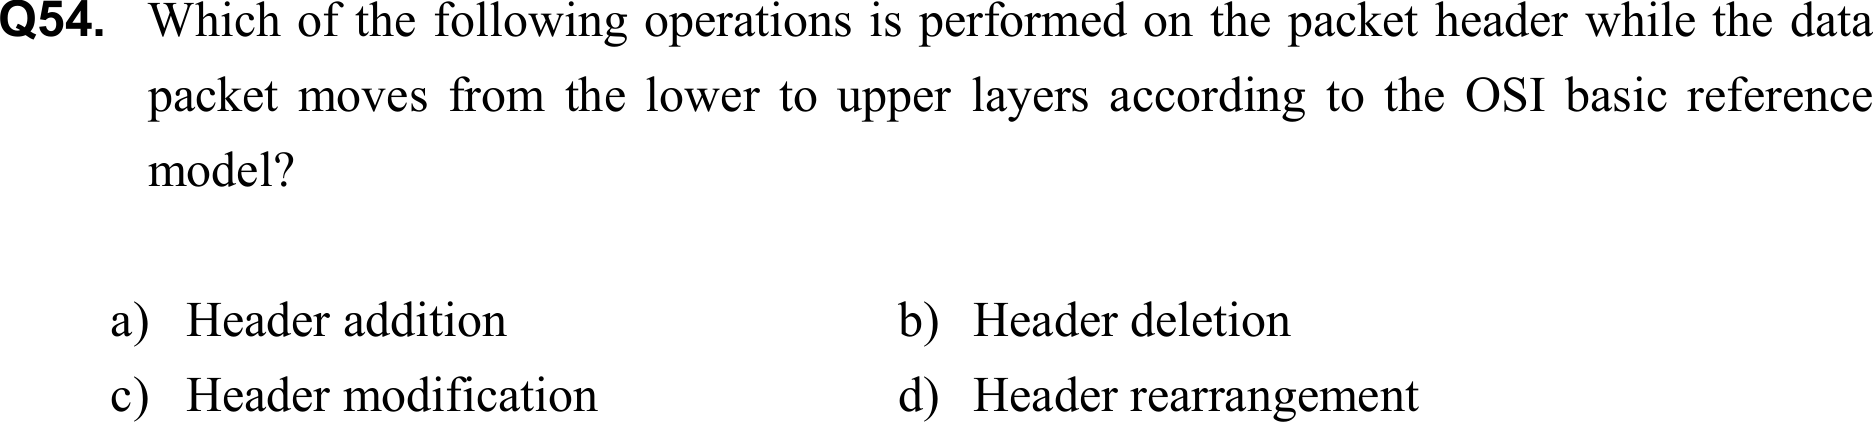 Q54. Which of the following operations is performed on the packet header while the data
packet moves from the lower to upper layers according to the OSI basic reference
model?
a) Header addition b) Header deletion
c) Header modification d) Header rearrangement